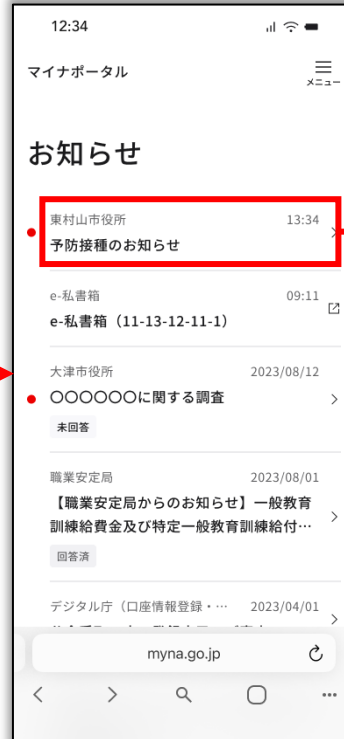 12:34
マイナポータル
メニュー
お知らせ
東村山市役所 13:34
予防接種のお知らせ
e-私書箱 09:11
e-私書箱（11-13-12-11-1）
大津市役所 2023/08/12
〇〇〇〇〇〇に関する調査
未回答
職業安定局 2023/08/01
【職業安定局からのお知らせ】一般教育
訓練給費金及び特定一般教育訓練給付…
回答済
デジタル庁（口座情報登録・… 2023/04/01
myna.go.jp